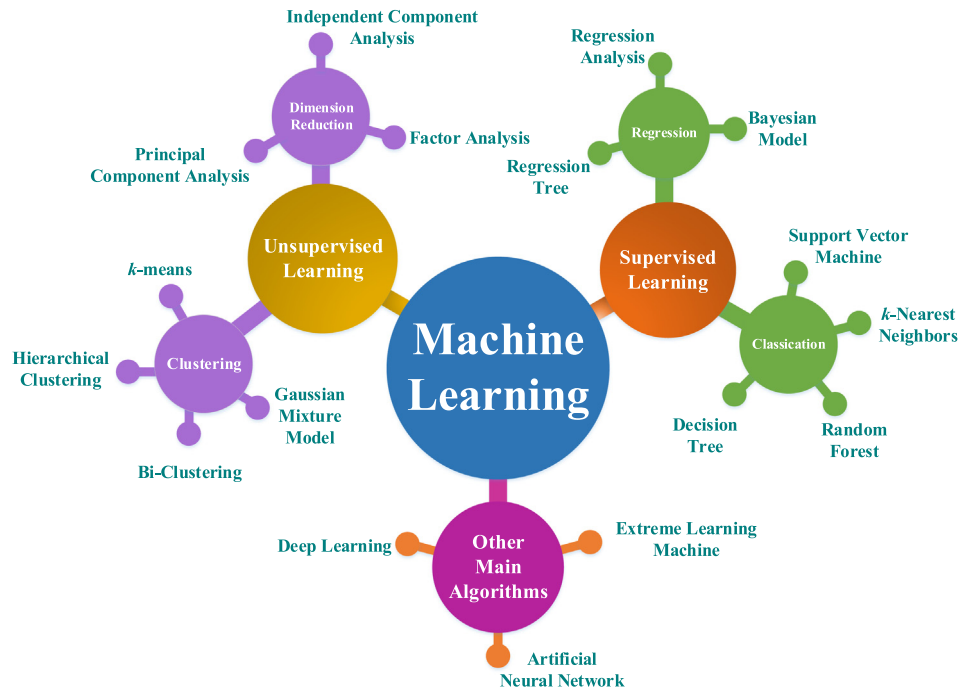 Independent Component
Analysis
Dimension
Reduction
Factor Analysis
Principal
Component Analysis
Unsupervised
Learning
k-means
Clustering
Hierarchical
Clustering
Gaussian
Mixture
Model
Bi-Clustering
Regression
Analysis
Regression
Bayesian
Model
Regression
Tree
Supervised
Learning
Support Vector
Machine
k-Nearest
Neighbors
Classication
Decision
Tree
Random
Forest
Machine
Learning
Other
Main
Algorithms
Deep Learning
Extreme Learning
Machine
Artificial
Neural Network